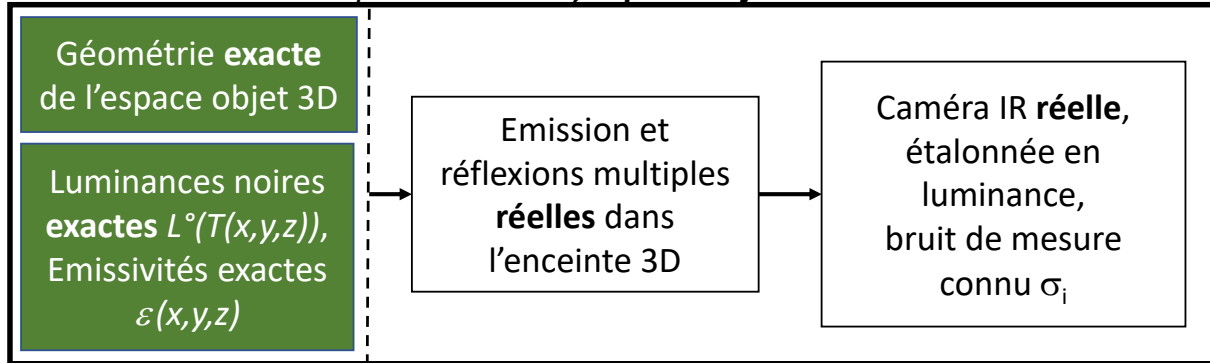 Géométrie exacte
de l’espace objet 3D
Luminances noires
exactes L°(T(x,y,z)),
Emissivités exactes
ε(x,y,z)
Emission et
réflexions multiples
réelles dans
l’enceinte 3D
Caméra IR réelle,
étalonnée en
luminance,
bruit de mesure
connu σi